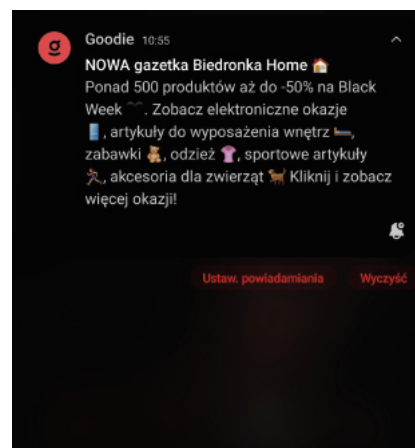 g
Goodie 10:55
NOWA gazetka Biedronka Home 🏠
Ponad 500 produktów aż do -50% na Black
Week 〰️. Zobacz elektroniczne okazje
📱, artykuły do wyposażenia wnętrz 🛏️,
zabawki 🧸, odzież 👚, sportowe artykuły
🏃, akcesoria dla zwierząt 🐕 Kliknij i zobacz
więcej okazji!
Ustaw. powiadamiania Wyczyść